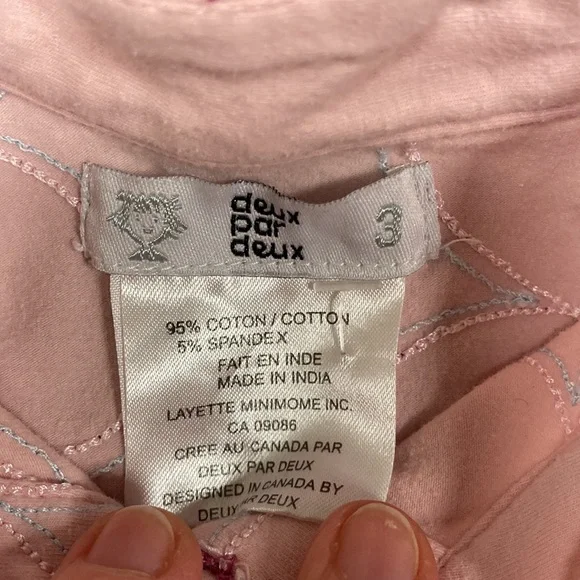 deux
par
deux
3
95% COTON / COTTON
5% SPANDEX
FAIT EN INDE
MADE IN INDIA
LAYETTE MINIMOME INC.
CA 09086
CREE AU CANADA PAR
DEUX PAR DEUX
DESIGNED IN CANADA BY
DEUX PAR DEUX